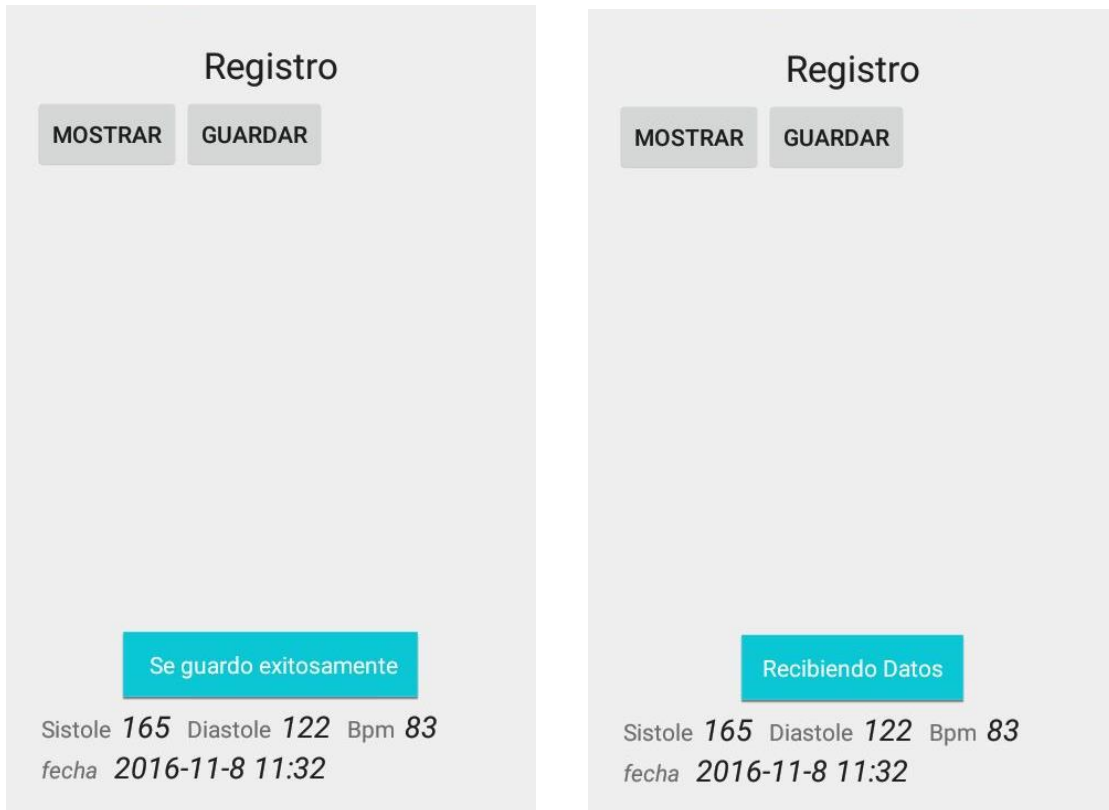 Registro
MOSTRAR GUARDAR
Se guardo exitosamente
Sistole 165 Diastole 122 Bpm 83
fecha 2016-11-8 11:32
Registro
MOSTRAR GUARDAR
Recibiendo Datos
Sistole 165 Diastole 122 Bpm 83
fecha 2016-11-8 11:32